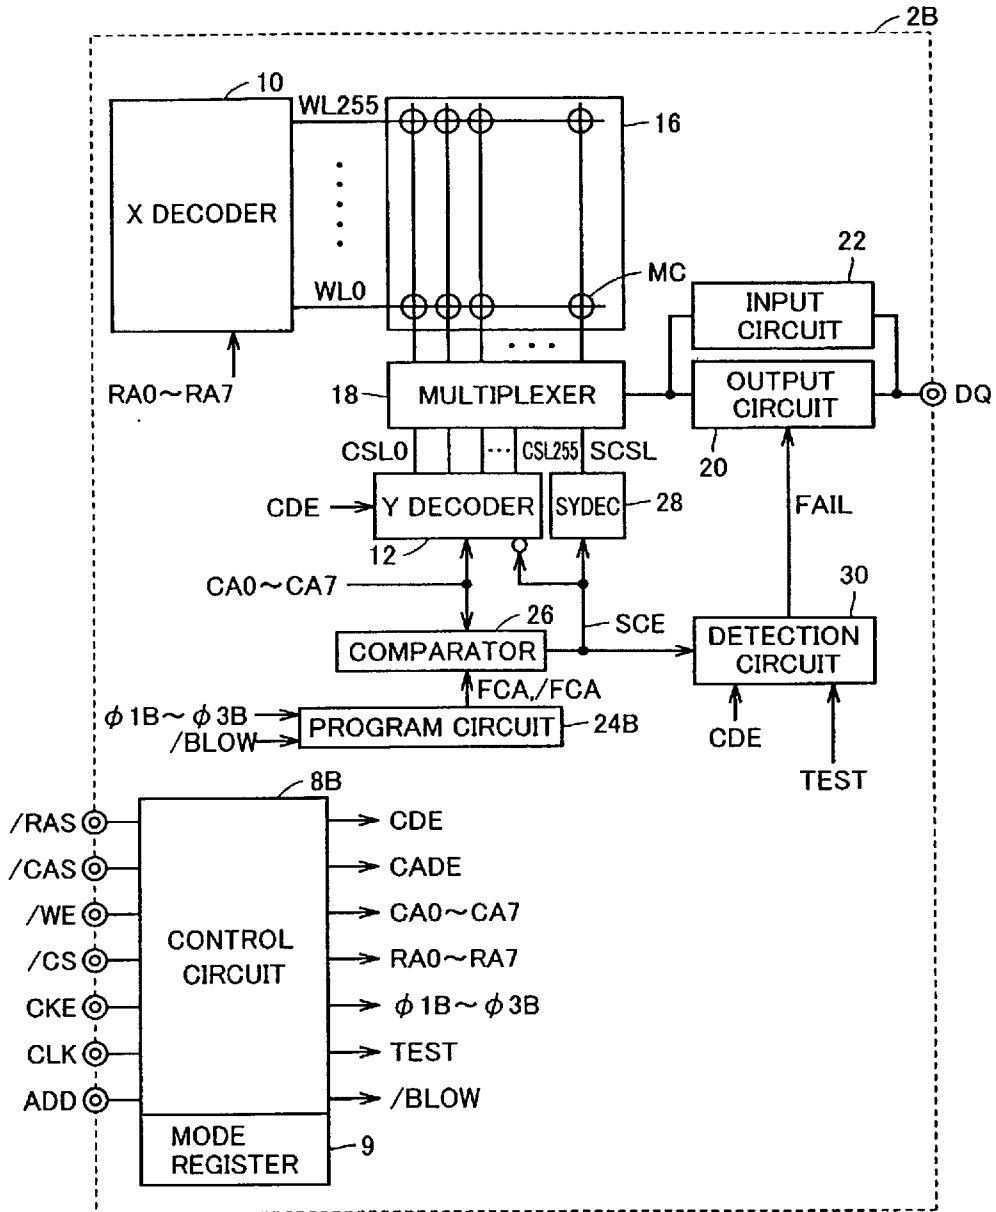 2B
10
WL255
16
X DECODER
MC
22
WL0
INPUT
CIRCUIT
RA0～RA7
18
MULTIPLEXER
OUTPUT
CIRCUIT
DQ
CSL0
CSL255
SCSL
20
CDE
Y DECODER
SYDEC
28
FAIL
12
CA0～CA7
26
SCE
30
COMPARATOR
DETECTION
CIRCUIT
FCA,/FCA
φ1B～φ3B
/BLOW
PROGRAM CIRCUIT
24B
CDE
TEST
8B
/RAS
CDE
/CAS
CADE
/WE
CA0～CA7
CONTROL
CIRCUIT
/CS
RA0～RA7
CKE
φ1B～φ3B
CLK
TEST
ADD
/BLOW
MODE
REGISTER
9